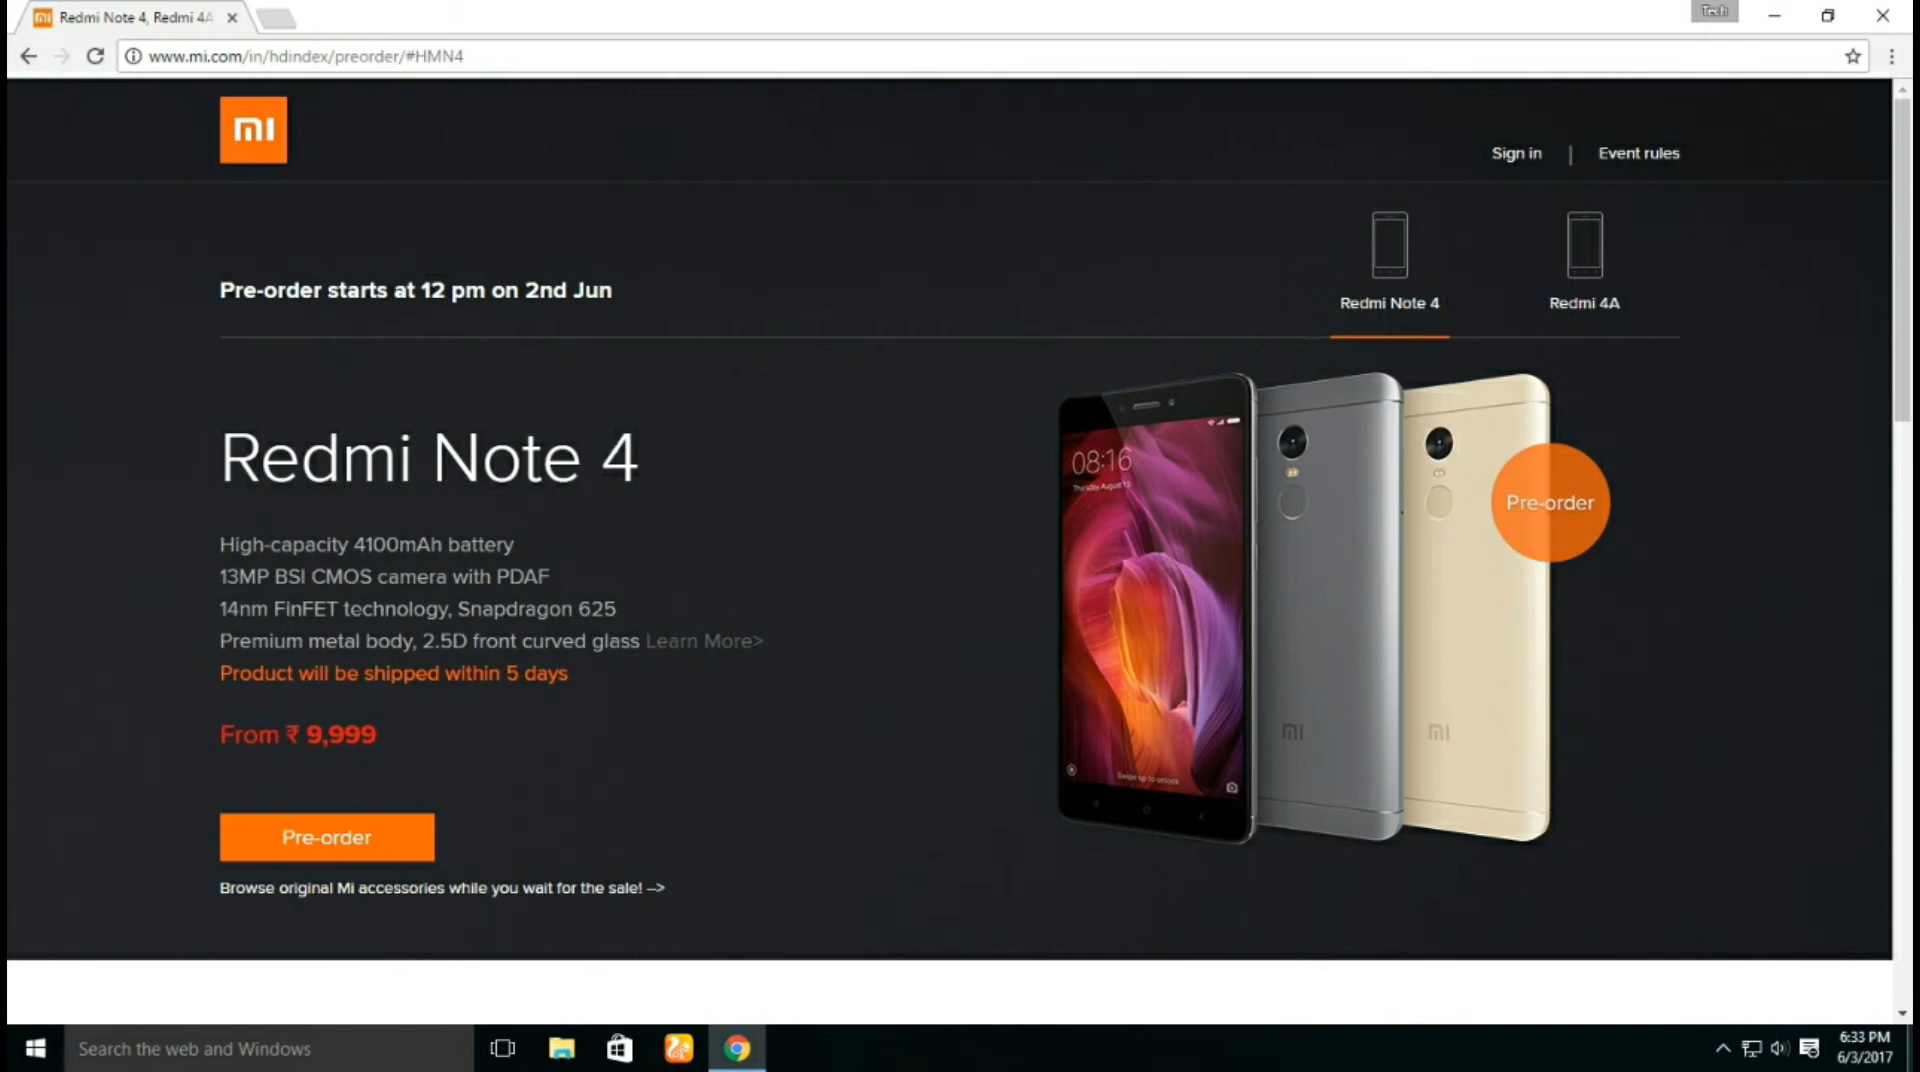 Redmi Note 4, Redmi 4A
Tech
www.mi.com/in/hdindex/preorder/#HMN4
mi
Sign in | Event rules
Pre-order starts at 12 pm on 2nd Jun
Redmi Note 4
Redmi 4A
Redmi Note 4
High-capacity 4100mAh battery
13MP BSI CMOS camera with PDAF
14nm FinFET technology, Snapdragon 625
Premium metal body, 2.5D front curved glass Learn More>
Product will be shipped within 5 days
From ₹ 9,999
Pre-order
Browse original Mi accessories while you wait for the sale! -->
08:16
Swipe up to unlock
mi
mi
Pre-order
Search the web and Windows
6:33 PM
6/3/2017